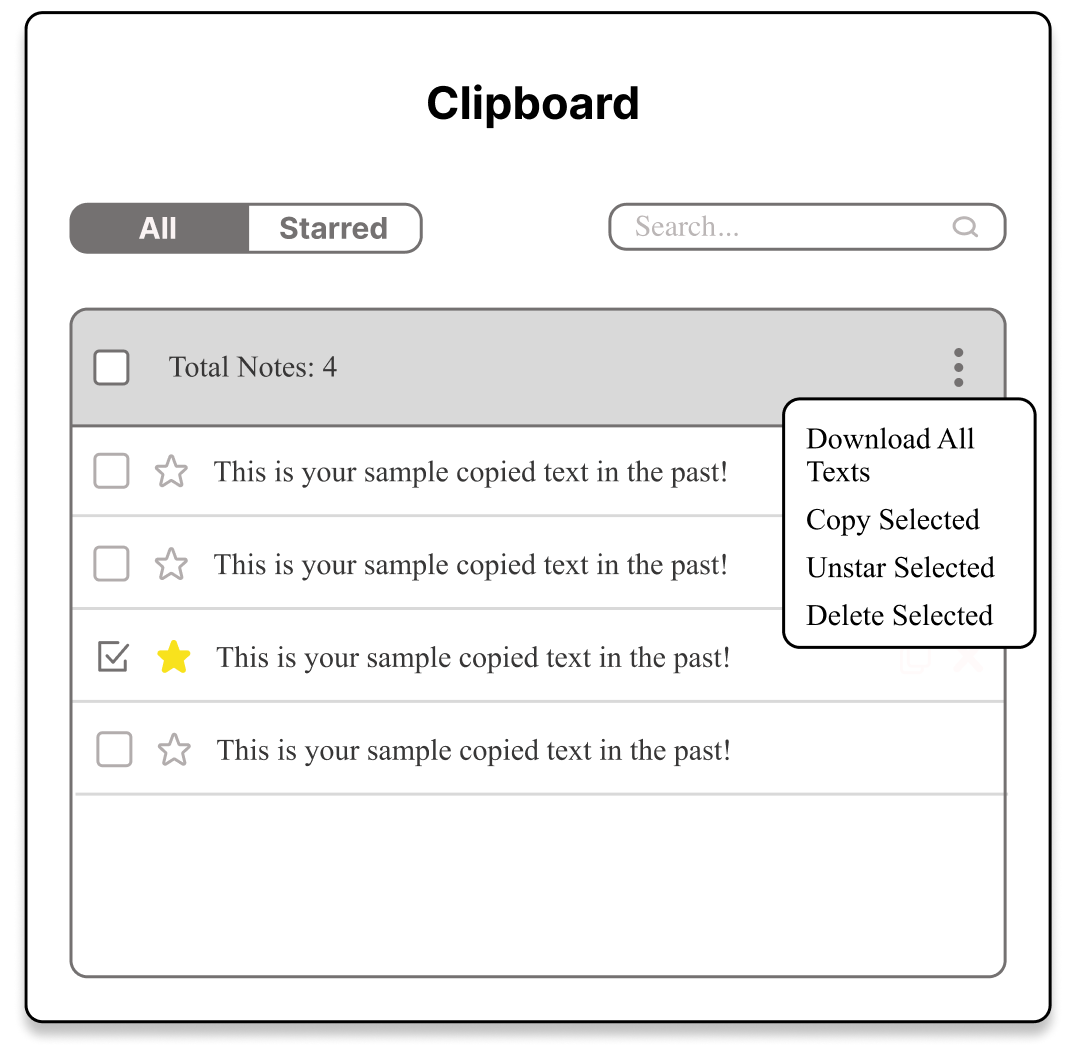 Clipboard
All
Starred
Search...
Total Notes: 4
Download All
Texts
Copy Selected
Unstar Selected
Delete Selected
This is your sample copied text in the past!
This is your sample copied text in the past!
This is your sample copied text in the past!
This is your sample copied text in the past!